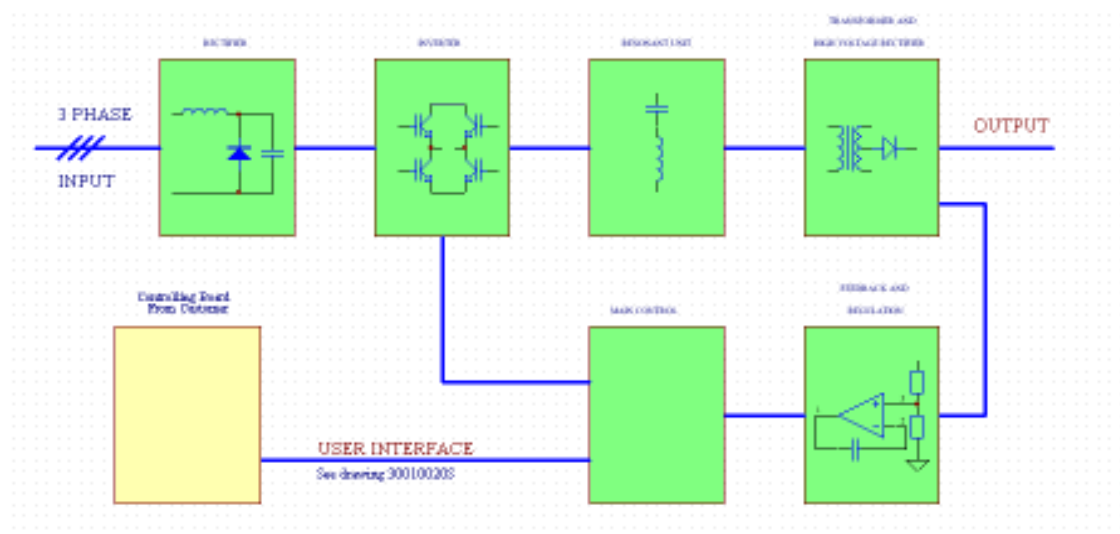 TRANSFORMER AND
RECTIFIER
INVERTER
RESONANT UNIT
HIGH VOLTAGE RECTIFIER
3 PHASE
OUTPUT
INPUT
Controlling Board
From Customer
FEEDBACK AND
MAIN CONTROL
REGULATION
USER INTERFACE
See drawing 300100208